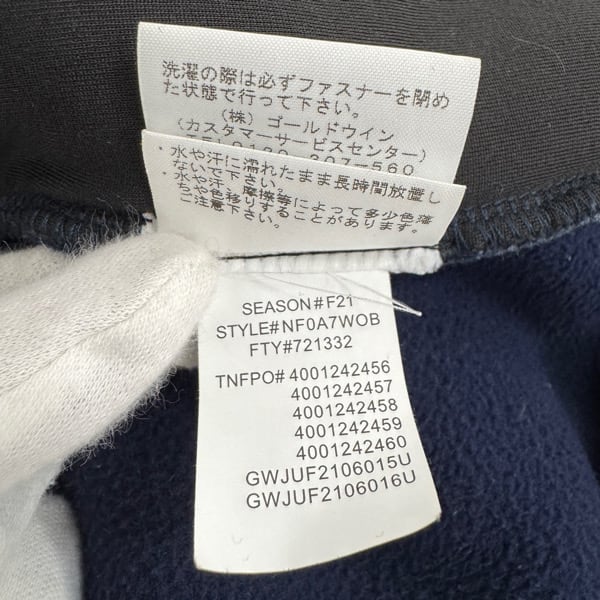 洗濯の際は必ずファスナーを閉め
た状態で行って下さい。
(株) ゴールドウイン
(カスタマーサービスセンター)
0120-307-560
・水や汗に濡れたまま長時間放置し
ないで下さい。
・水や汗、摩擦等によって多少色落
ちや色移りすることがあります。
ご注意下さい。
SEASON#F21
STYLE#NF0A7WOB
FTY#721332
TNFPO# 4001242456
4001242457
4001242458
4001242459
4001242460
GWJUF2106015U
GWJUF2106016U